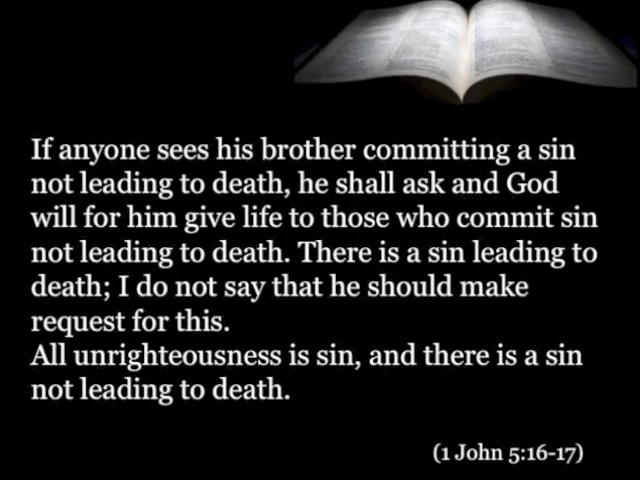 If anyone sees his brother committing a sin
not leading to death, he shall ask and God
will for him give life to those who commit sin
not leading to death. There is a sin leading to
death; I do not say that he should make
request for this.
All unrighteousness is sin, and there is a sin
not leading to death.
(1 John 5:16-17)